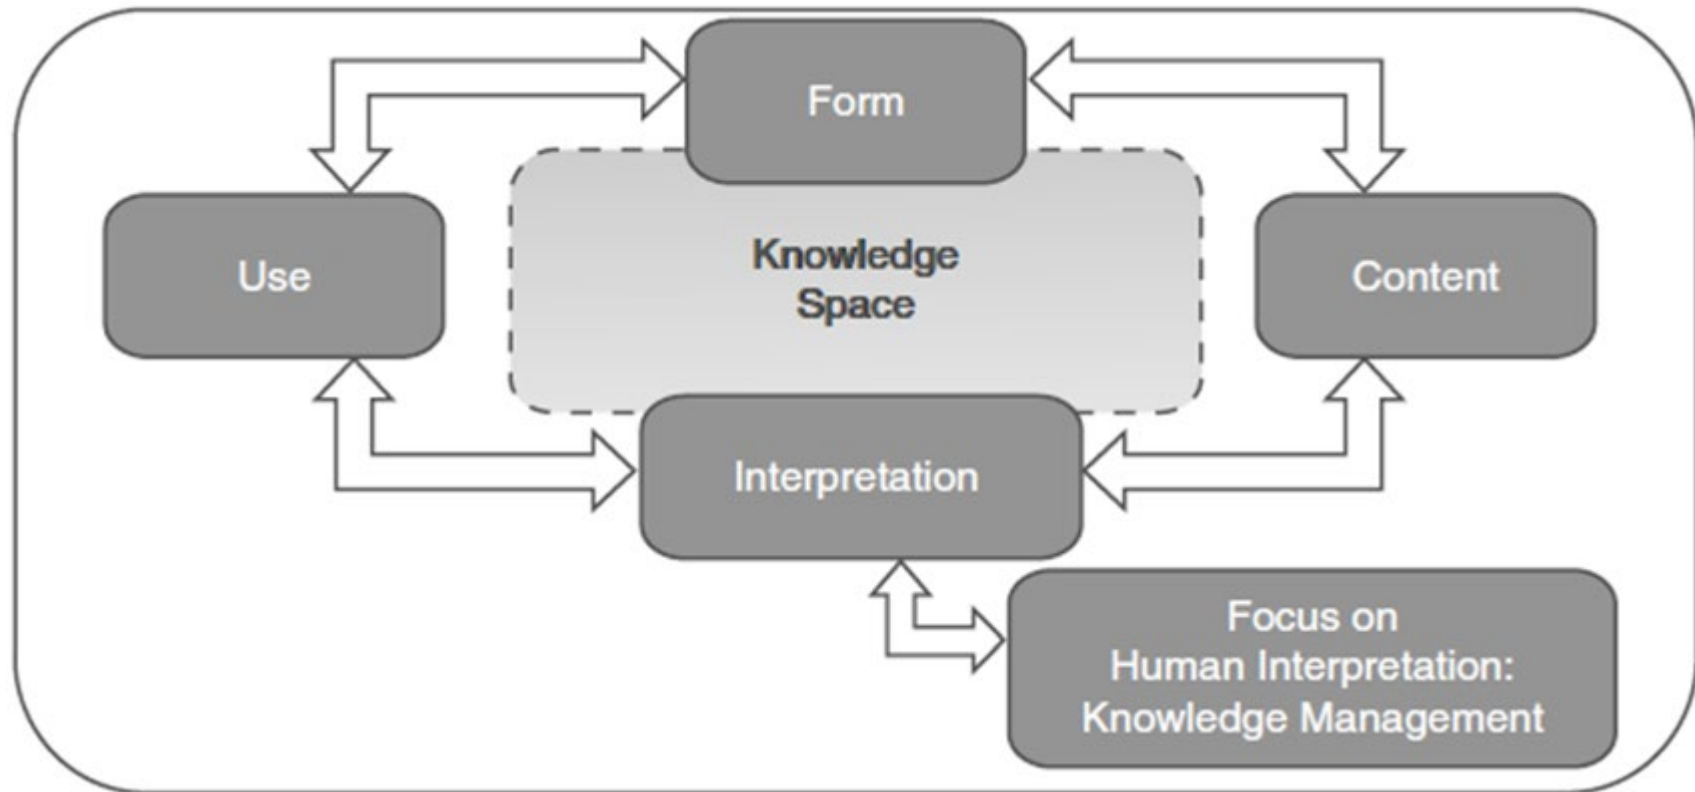 Form
Use
Knowledge
Space
Content
Interpretation
Focus on
Human Interpretation:
Knowledge Management